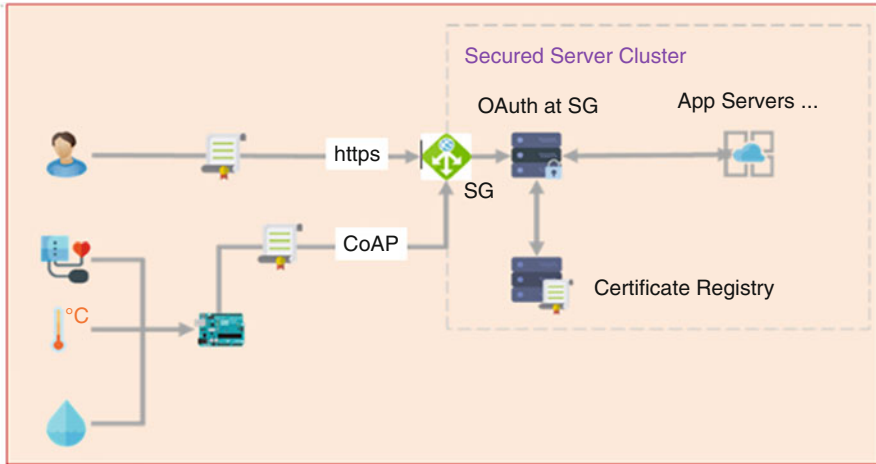 Secured Server Cluster
OAuth at SG
App Servers ...
https
SG
CoAP
Certificate Registry
°C